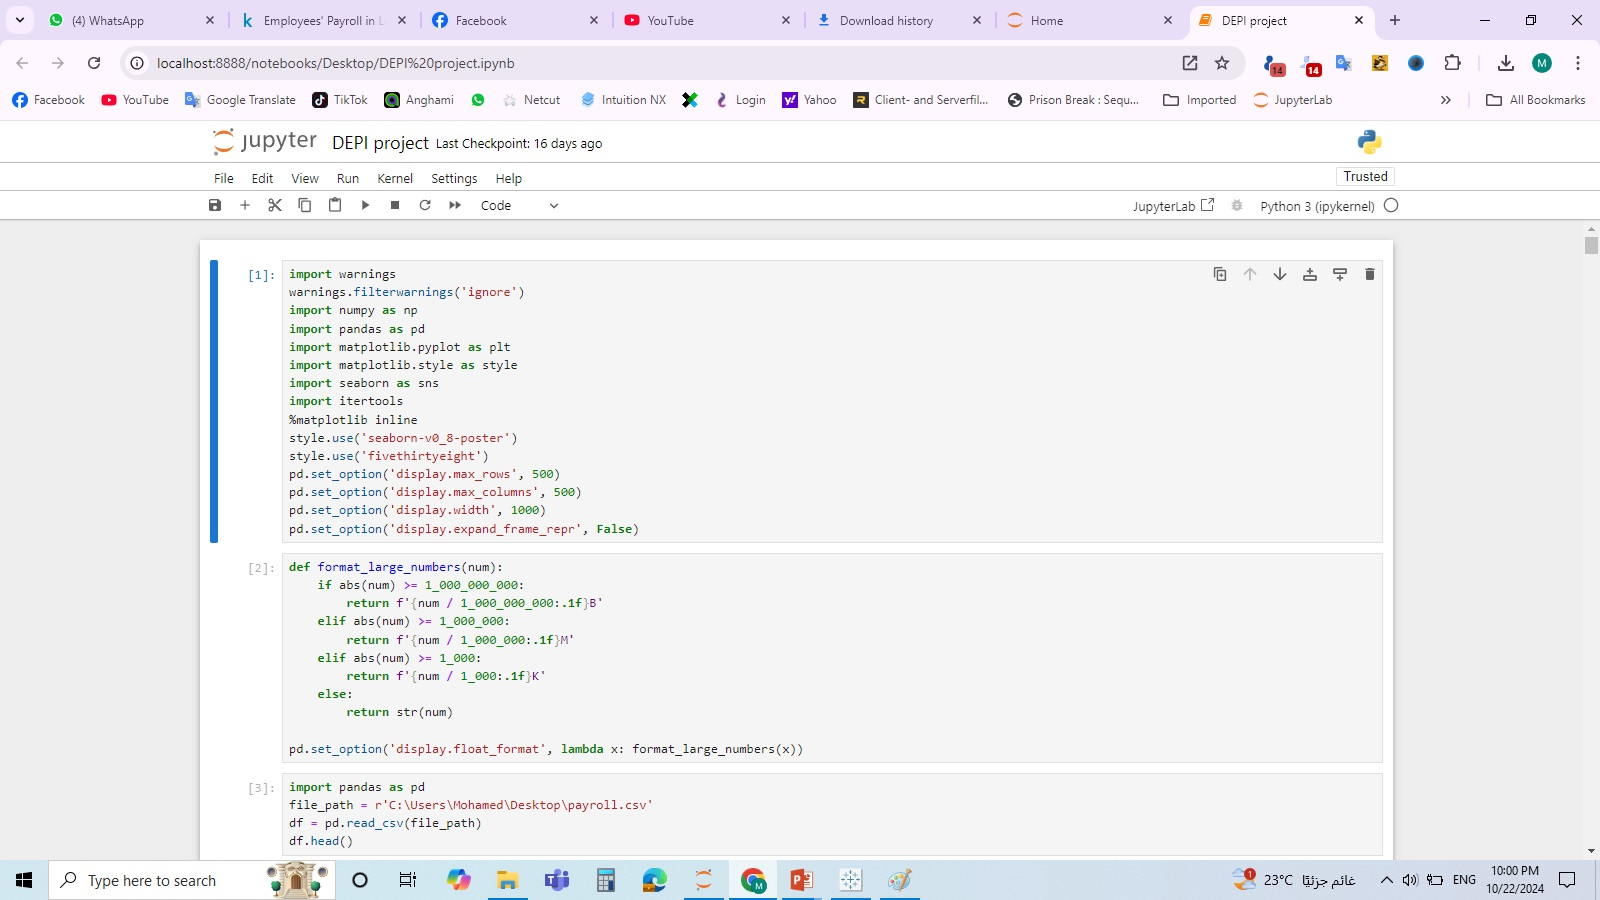 (4) WhatsApp
Employees' Payroll in L
Facebook
YouTube
Download history
Home
DEPI project
localhost:8888/notebooks/Desktop/DEPI%20project.ipynb
14
14
M
Facebook
YouTube
Google Translate
TikTok
Anghami
Netcut
Intuition NX
Login
Yahoo
Client- and Serverfil...
Prison Break : Sequ...
Imported
JupyterLab
All Bookmarks
jupyter
DEPI project
Last Checkpoint: 16 days ago
File Edit View Run Kernel Settings Help
Trusted
Code
JupyterLab
Python 3 (ipykernel)
[1]:
import warnings
warnings.filterwarnings('ignore')
import numpy as np
import pandas as pd
import matplotlib.pyplot as plt
import matplotlib.style as style
import seaborn as sns
import itertools
%matplotlib inline
style.use('seaborn-v0_8-poster')
style.use('fivethirtyeight')
pd.set_option('display.max_rows', 500)
pd.set_option('display.max_columns', 500)
pd.set_option('display.width', 1000)
pd.set_option('display.expand_frame_repr', False)
[2]:
def format_large_numbers(num):
    if abs(num) >= 1_000_000_000:
        return f'{num / 1_000_000_000:.1f}B'
    elif abs(num) >= 1_000_000:
        return f'{num / 1_000_000:.1f}M'
    elif abs(num) >= 1_000:
        return f'{num / 1_000:.1f}K'
    else:
        return str(num)
pd.set_option('display.float_format', lambda x: format_large_numbers(x))
[3]:
import pandas as pd
file_path = r'C:\Users\Mohamed\Desktop\payroll.csv'
df = pd.read_csv(file_path)
df.head()
Type here to search
1
23°C غائم جزئيًا
ENG
10:00 PM
10/22/2024